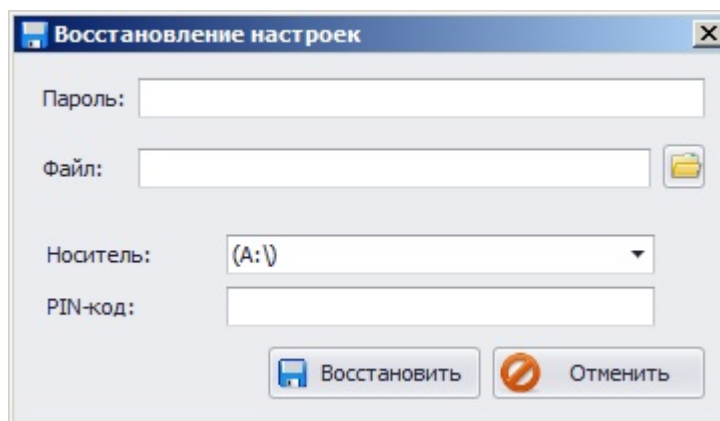 Восстановление настроек
Пароль:
Файл:
Носитель: (A:\)
PIN-код:
Восстановить Отменить